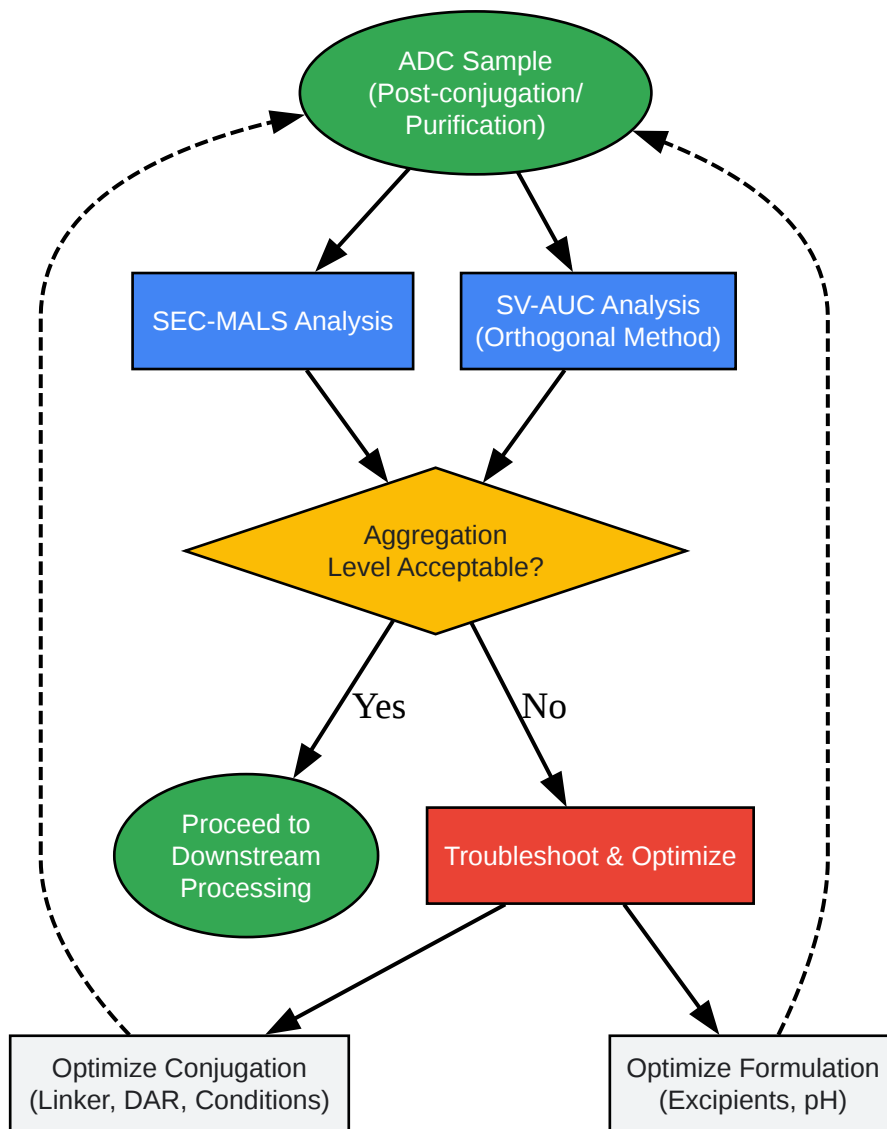 ADC Sample
(Post-conjugation/
Purification)
SEC-MALS Analysis
SV-AUC Analysis
(Orthogonal Method)
Aggregation
Level Acceptable?
Yes
No
Proceed to
Downstream
Processing
Troubleshoot & Optimize
Optimize Conjugation
(Linker, DAR, Conditions)
Optimize Formulation
(Excipients, pH)